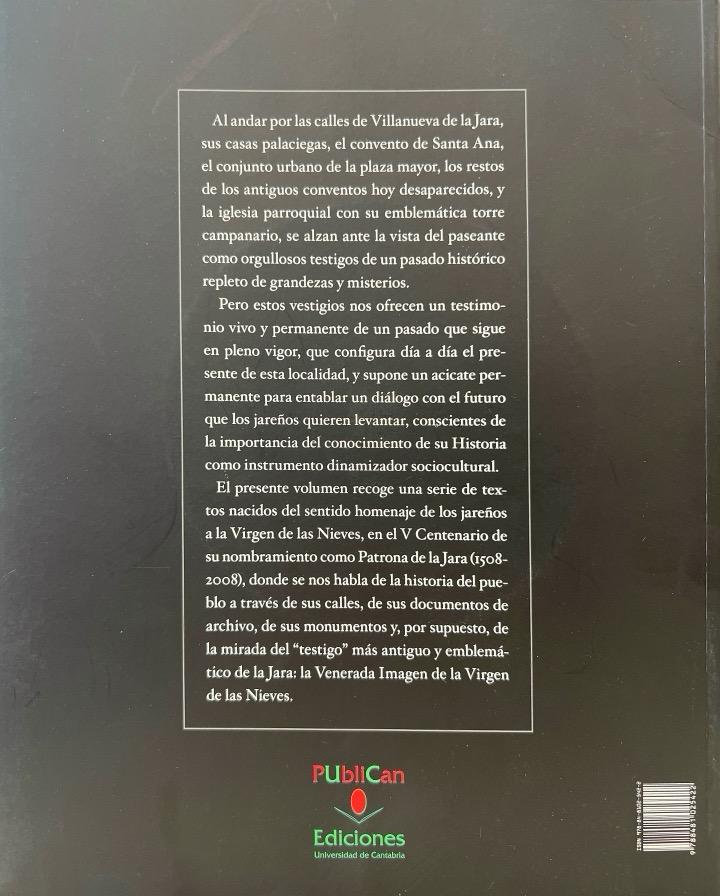 Al andar por las calles de Villanueva de la Jara,
sus casas palaciegas, el convento de Santa Ana,
el conjunto urbano de la plaza mayor, los restos
de los antiguos conventos hoy desaparecidos, y
la iglesia parroquial con su emblemática torre
campanario, se alzan ante la vista del paseante
como orgullosos testigos de un pasado histórico
repleto de grandezas y misterios.
Pero estos vestigios nos ofrecen un testimo-
nio vivo y permanente de un pasado que sigue
en pleno vigor, que configura día a día el pre-
sente de esta localidad, y supone un acicate per-
manente para entablar un diálogo con el futuro
que los jareños quieren levantar, conscientes de
la importancia del conocimiento de su Historia
como instrumento dinamizador sociocultural.
El presente volumen recoge una serie de tex-
tos nacidos del sentido homenaje de los jareños
a la Virgen de las Nieves, en el V Centenario de
su nombramiento como Patrona de la Jara (1508-
2008), donde se nos habla de la historia del pue-
blo a través de sus calles, de sus documentos de
archivo, de sus monumentos y, por supuesto, de
la mirada del “testigo” más antiguo y emblemá-
tico de la Jara: la Venerada Imagen de la Virgen
de las Nieves.
PUbliCan
Ediciones
Universidad de Cantabria
ISBN 978-84-8102-542-2
9788481025422